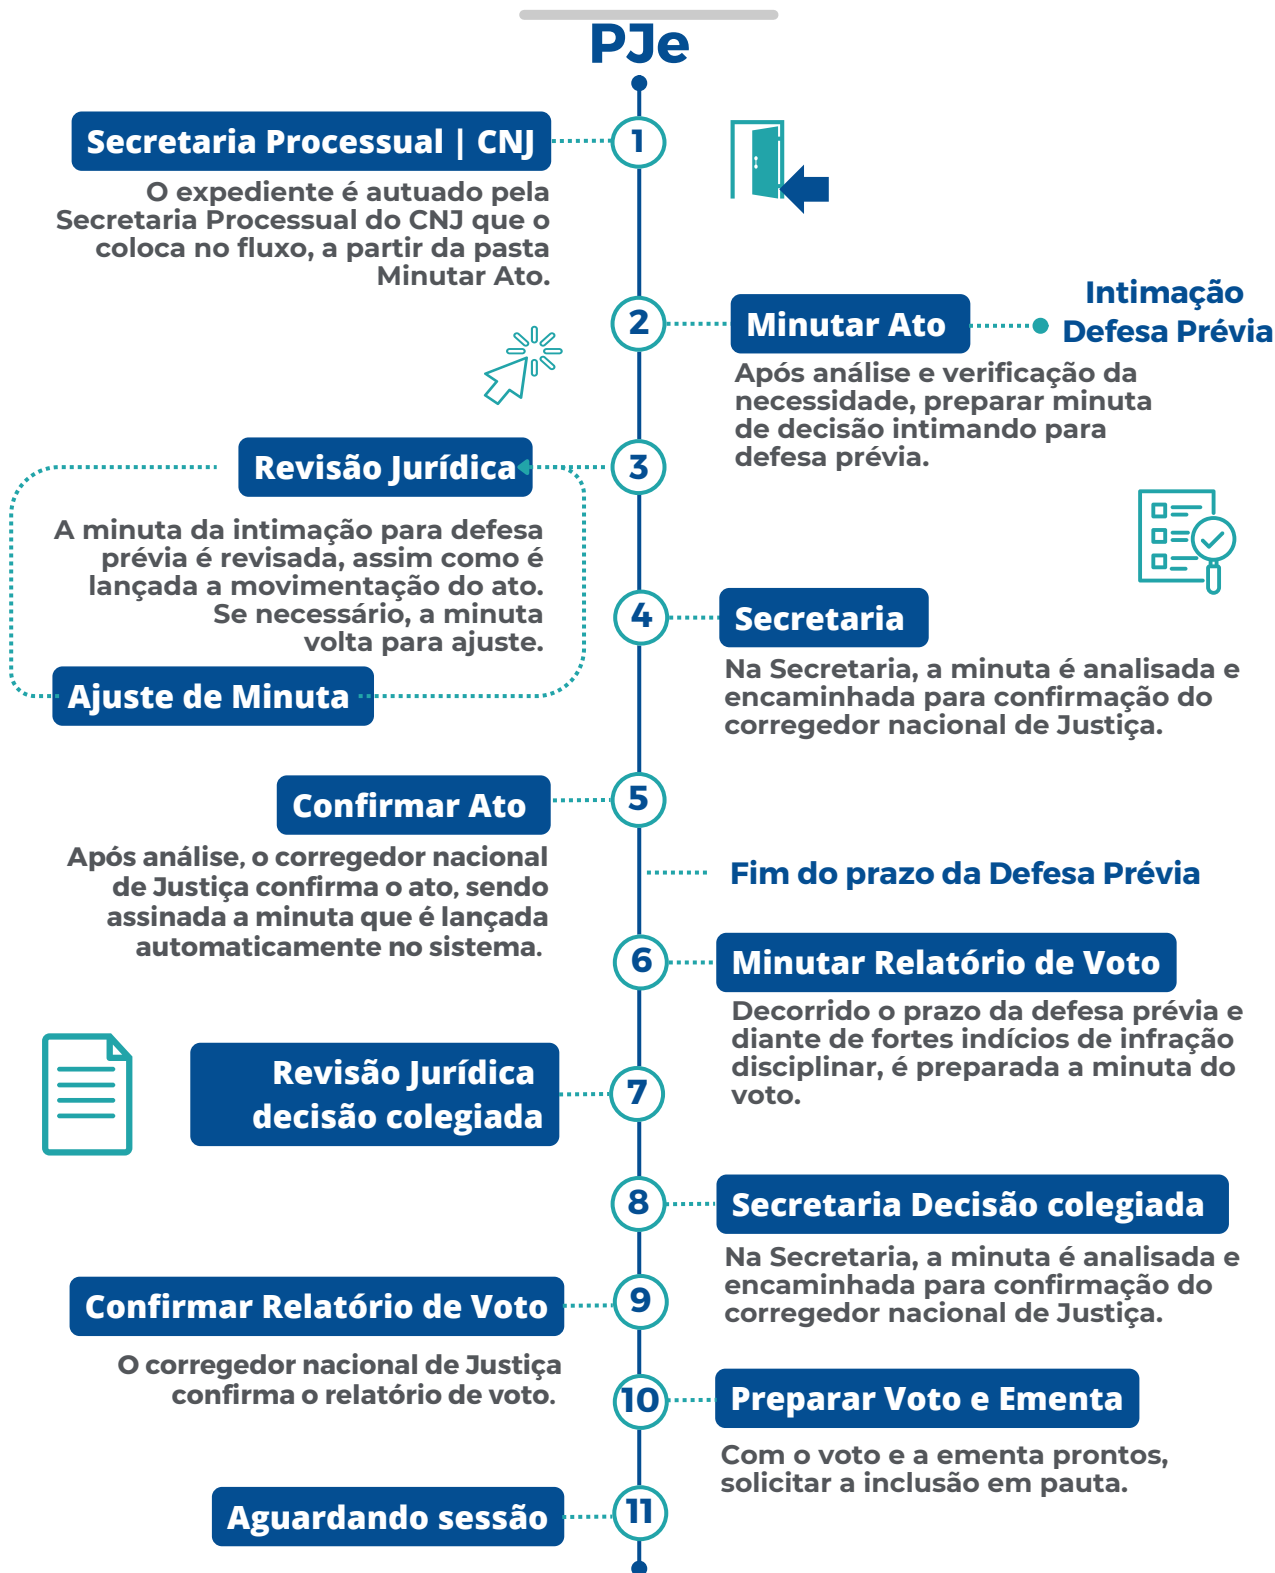 PJe
Secretaria Processual | CNJ
1
O expediente é autuado pela
Secretaria Processual do CNJ que o
coloca no fluxo, a partir da pasta
Minutar Ato.
2
Minutar Ato
Intimação
Defesa Prévia
Após análise e verificação da
necessidade, preparar minuta
de decisão intimando para
defesa prévia.
Revisão Jurídica
3
A minuta da intimação para defesa
prévia é revisada, assim como é
lançada a movimentação do ato.
Se necessário, a minuta
volta para ajuste.
Ajuste de Minuta
4
Secretaria
Na Secretaria, a minuta é analisada e
encaminhada para confirmação do
corregedor nacional de Justiça.
Confirmar Ato
5
Após análise, o corregedor nacional
de Justiça confirma o ato, sendo
assinada a minuta que é lançada
automaticamente no sistema.
Fim do prazo da Defesa Prévia
6
Minutar Relatório de Voto
Decorrido o prazo da defesa prévia e
diante de fortes indícios de infração
disciplinar, é preparada a minuta do
voto.
Revisão Jurídica
decisão colegiada
7
8
Secretaria Decisão colegiada
Na Secretaria, a minuta é analisada e
encaminhada para confirmação do
corregedor nacional de Justiça.
Confirmar Relatório de Voto
9
O corregedor nacional de Justiça
confirma o relatório de voto.
10
Preparar Voto e Ementa
Com o voto e a ementa prontos,
solicitar a inclusão em pauta.
Aguardando sessão
11